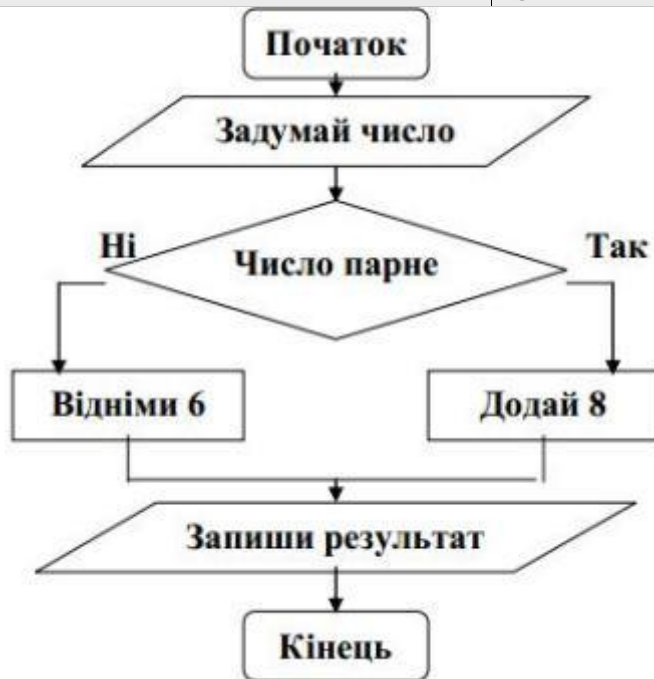 Початок
Задумай число
Ні
Число парне
Так
Відніми 6
Додай 8
Запиши результат
Кінець